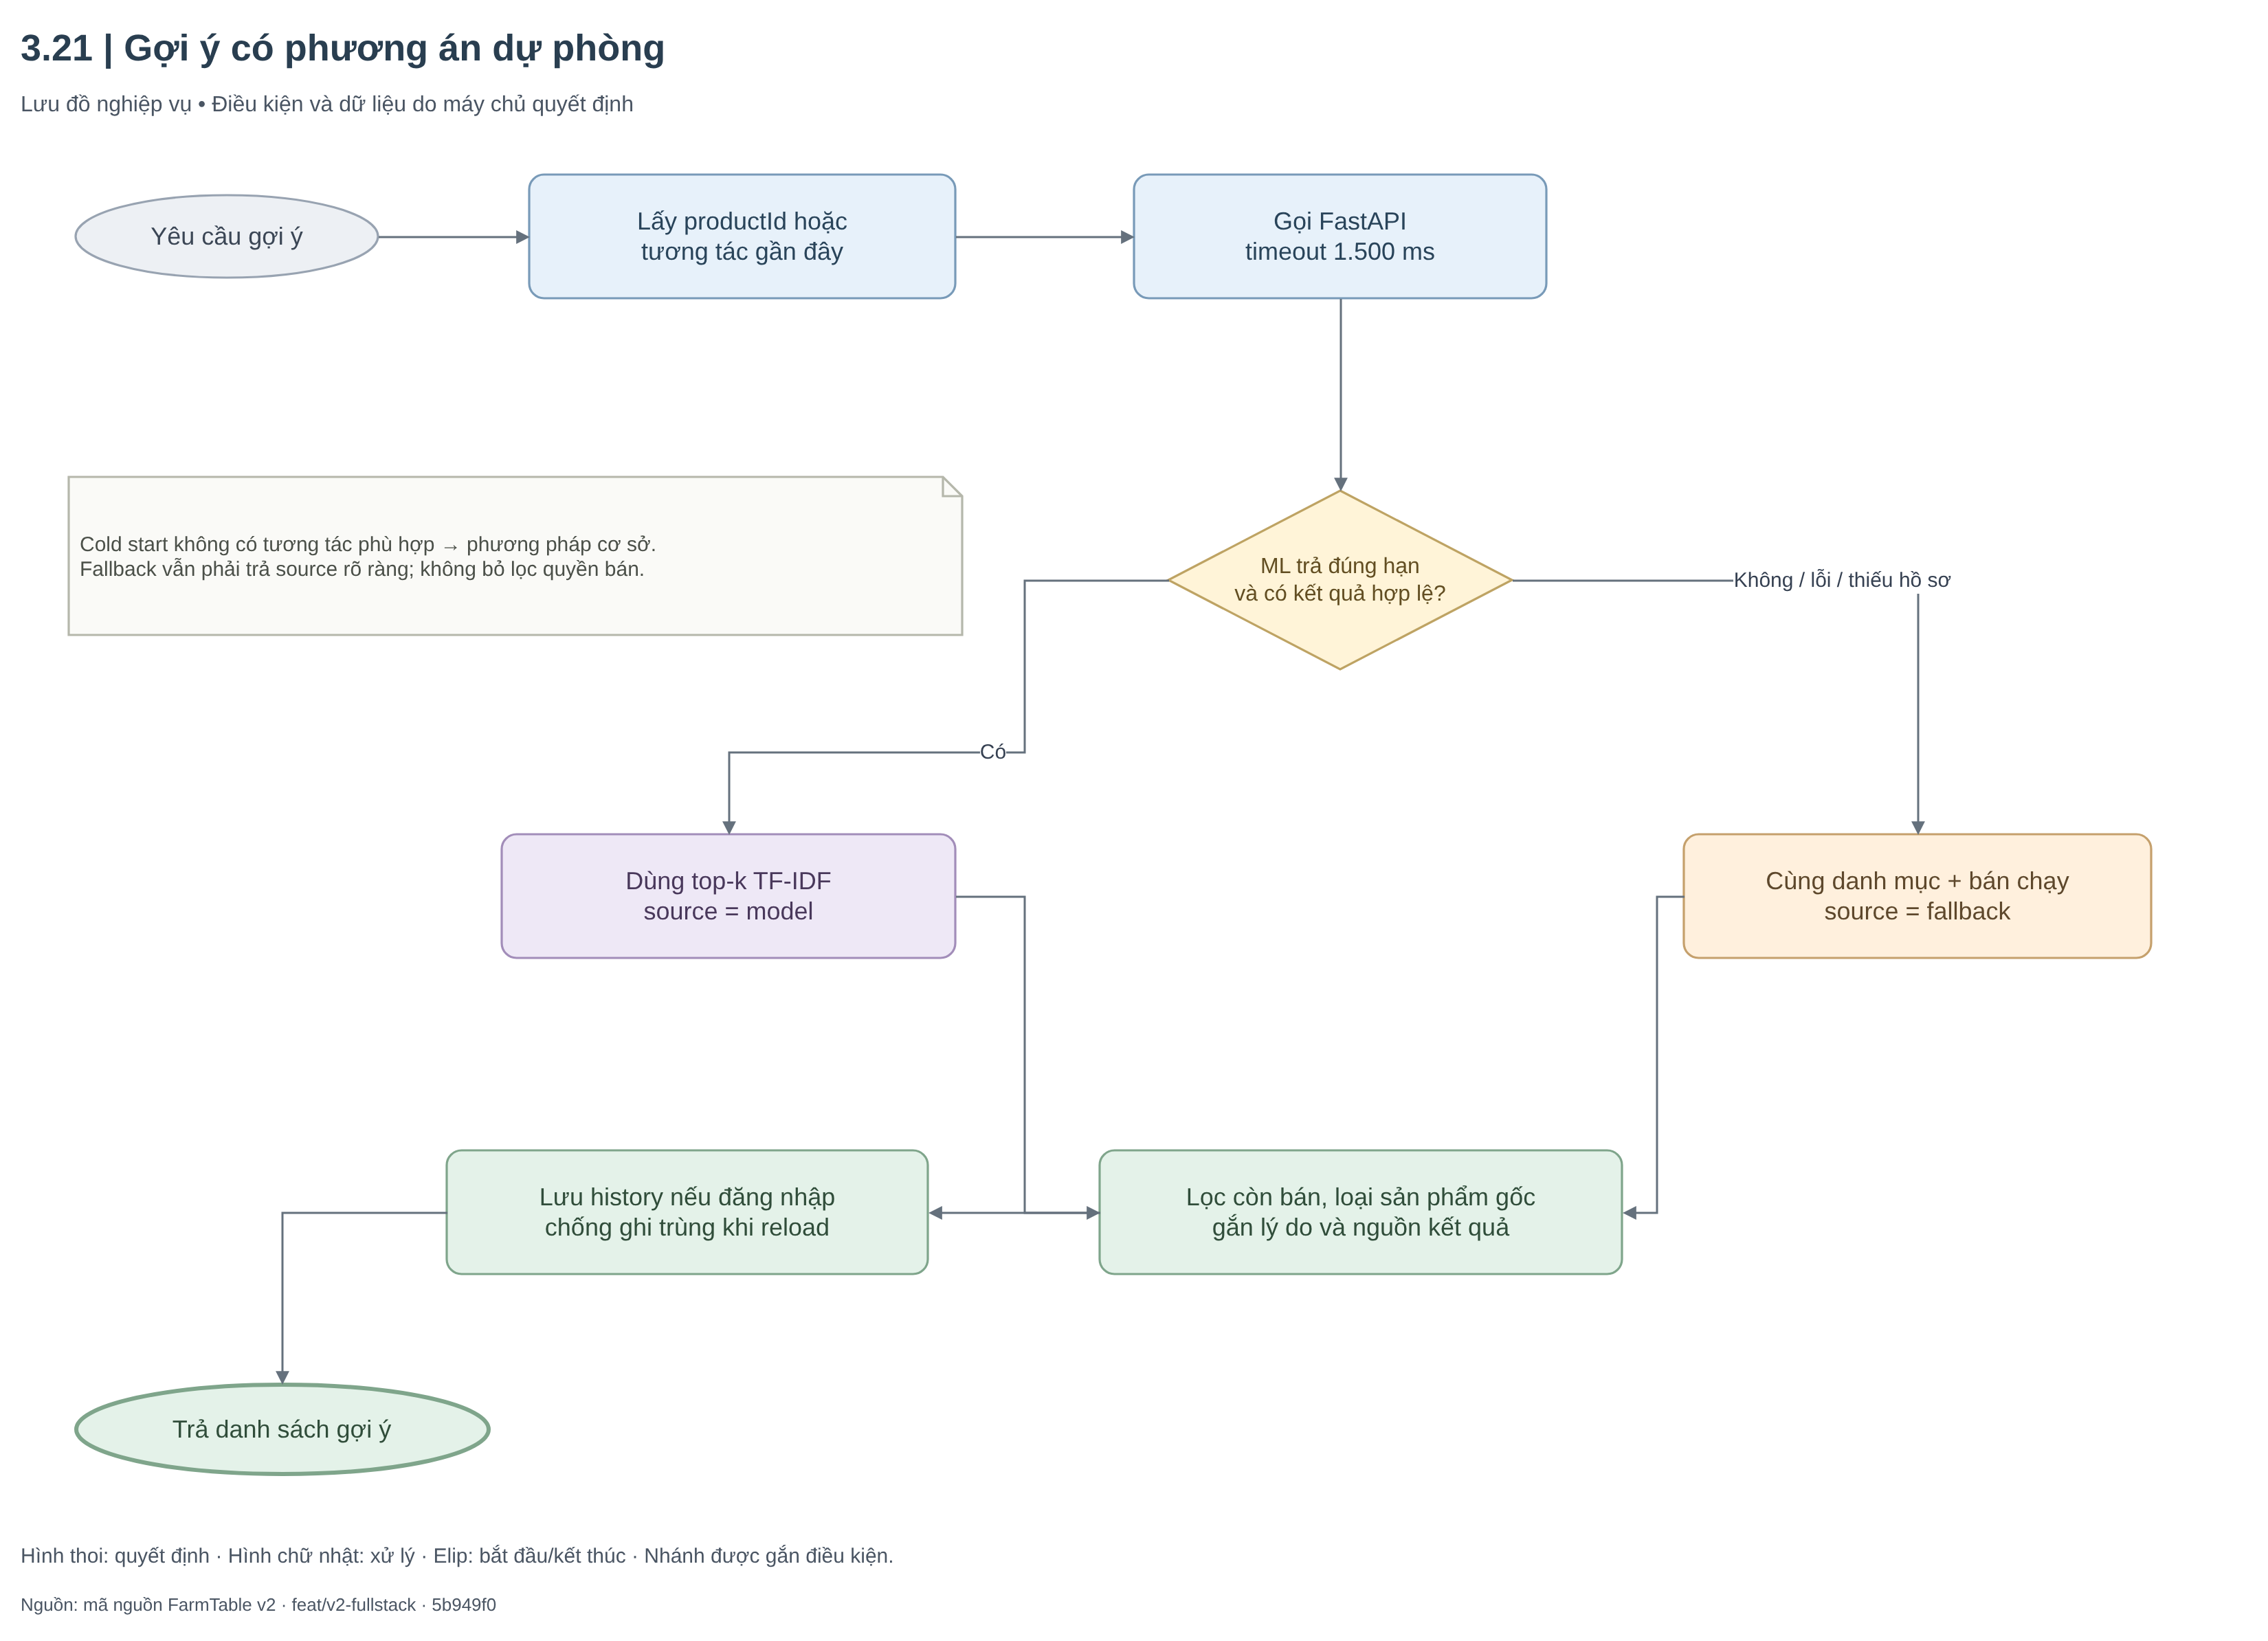 3.21 | Gợi ý có phương án dự phòng
Lưu đồ nghiệp vụ • Điều kiện và dữ liệu do máy chủ quyết định
Yêu cầu gợi ý
Lấy productId hoặc
tương tác gần đây
Gọi FastAPI
timeout 1.500 ms
Cold start không có tương tác phù hợp → phương pháp cơ sở.
Fallback vẫn phải trả source rõ ràng; không bỏ lọc quyền bán.
ML trả đúng hạn
và có kết quả hợp lệ?
Không / lỗi / thiếu hồ sơ
Có
Dùng top-k TF-IDF
source = model
Cùng danh mục + bán chạy
source = fallback
Lưu history nếu đăng nhập
chống ghi trùng khi reload
Lọc còn bán, loại sản phẩm gốc
gắn lý do và nguồn kết quả
Trả danh sách gợi ý
Hình thoi: quyết định · Hình chữ nhật: xử lý · Elip: bắt đầu/kết thúc · Nhánh được gắn điều kiện.
Nguồn: mã nguồn FarmTable v2 · feat/v2-fullstack · 5b949f0